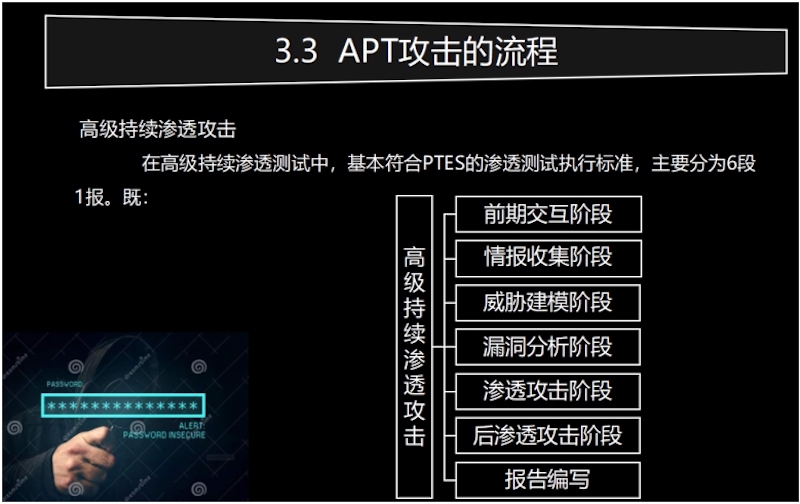 3.3 APT攻击的流程
高级持续渗透攻击
在高级持续渗透测试中，基本符合PTES的渗透测试执行标准，主要分为6段
1报。既：
高级持续渗透攻击
前期交互阶段
情报收集阶段
威胁建模阶段
漏洞分析阶段
渗透攻击阶段
后渗透攻击阶段
报告编写
PASSWORD
**************
ALERT:
PASSWORD INSECURE